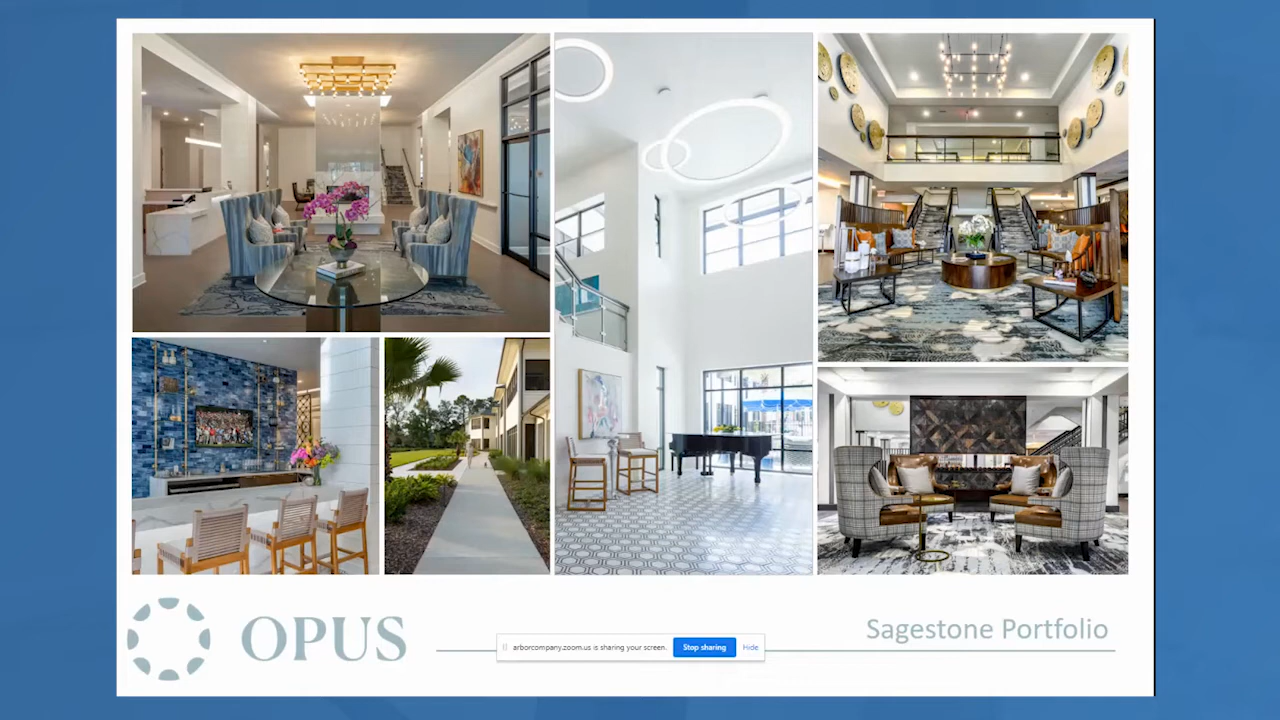 OPUS
Sagestone Portfolio
arborcompany.zoom.us is sharing your screen.
Stop sharing
Hide